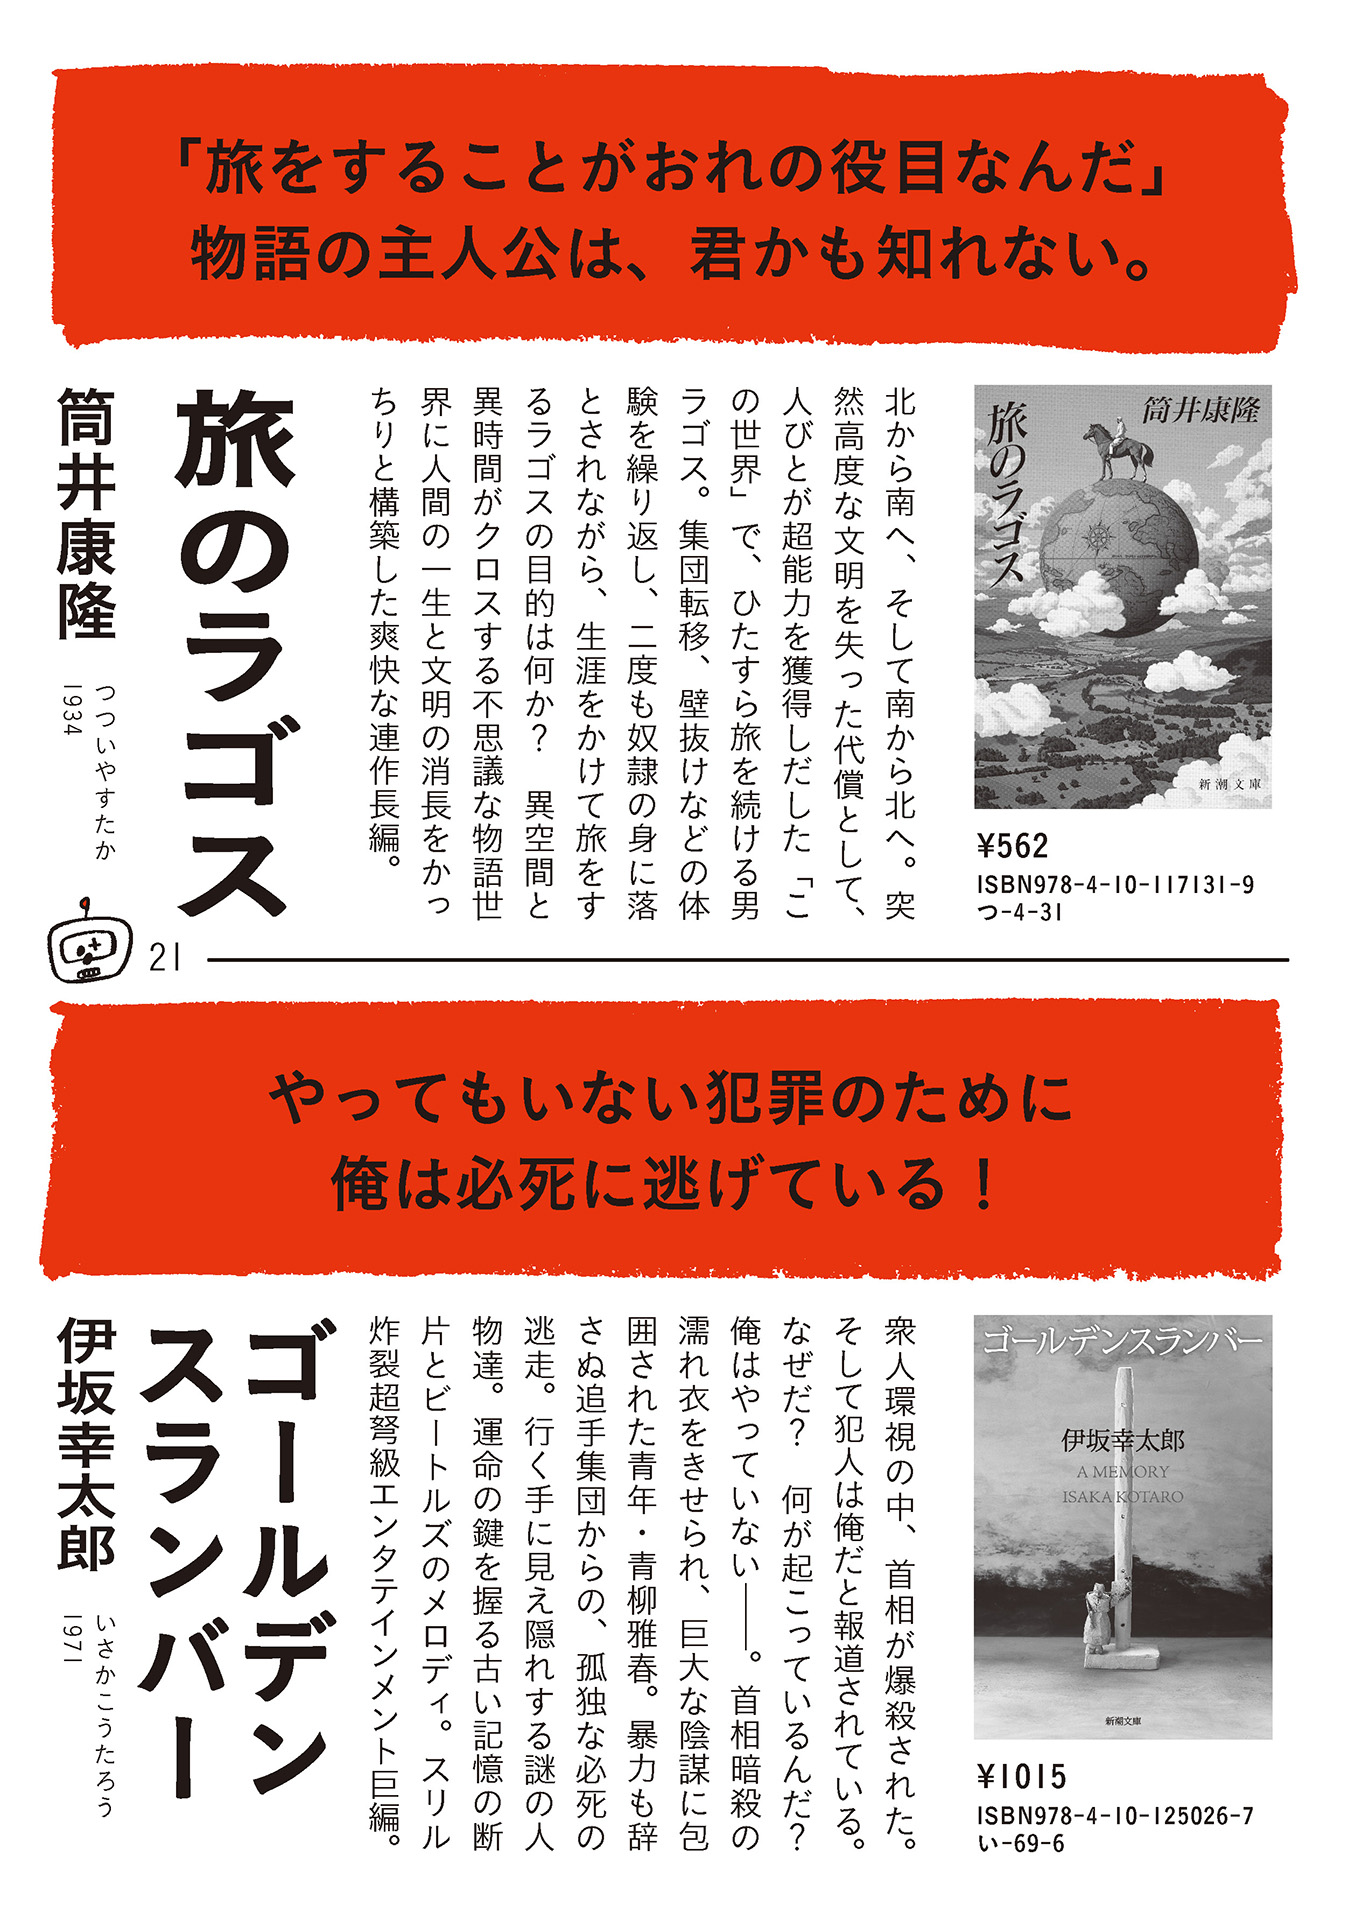 「旅をすることがおれの役目なんだ」
物語の主人公は、君かも知れない。
筒井康隆
旅のラゴス
新潮文庫
¥562
ISBN978-4-10-117131-9
つ-4-31
北から南へ、そして南から北へ。突
然高度な文明を失った代償として、
人びとが超能力を獲得しだした「こ
の世界」で、ひたすら旅を続ける男
ラゴス。集団転移、壁抜けなどの体
験を繰り返し、二度も奴隷の身に落
とされながら、生涯をかけて旅をす
るラゴスの目的は何か？　異空間と
異時間がクロスする不思議な物語世
界に人間の一生と文明の消長をかっ
ちりと構築した爽快な連作長編。
旅のラゴス
筒井康隆
つついやすたか
1934
21
やってもいない犯罪のために
俺は必死に逃げている！
ゴールデンスランバー
伊坂幸太郎
A MEMORY
ISAKA KOTARO
新潮文庫
¥1015
ISBN978-4-10-125026-7
い-69-6
衆人環視の中、首相が爆殺された。
そして犯人は俺だと報道されている。
なぜだ？　何が起こっているんだ？
俺はやっていない――。首相暗殺の
濡れ衣をきせられ、巨大な陰謀に包
囲された青年・青柳雅春。暴力も辞
さぬ追手集団からの、孤独な必死の
逃走。行く手に見え隠れする謎の人
物達。運命の鍵を握る古い記憶の断
片とビートルズのメロディ。スリル
炸裂超弩級エンタテインメント巨編。
ゴールデン
スランバー
伊坂幸太郎
いさかこうたろう
1971